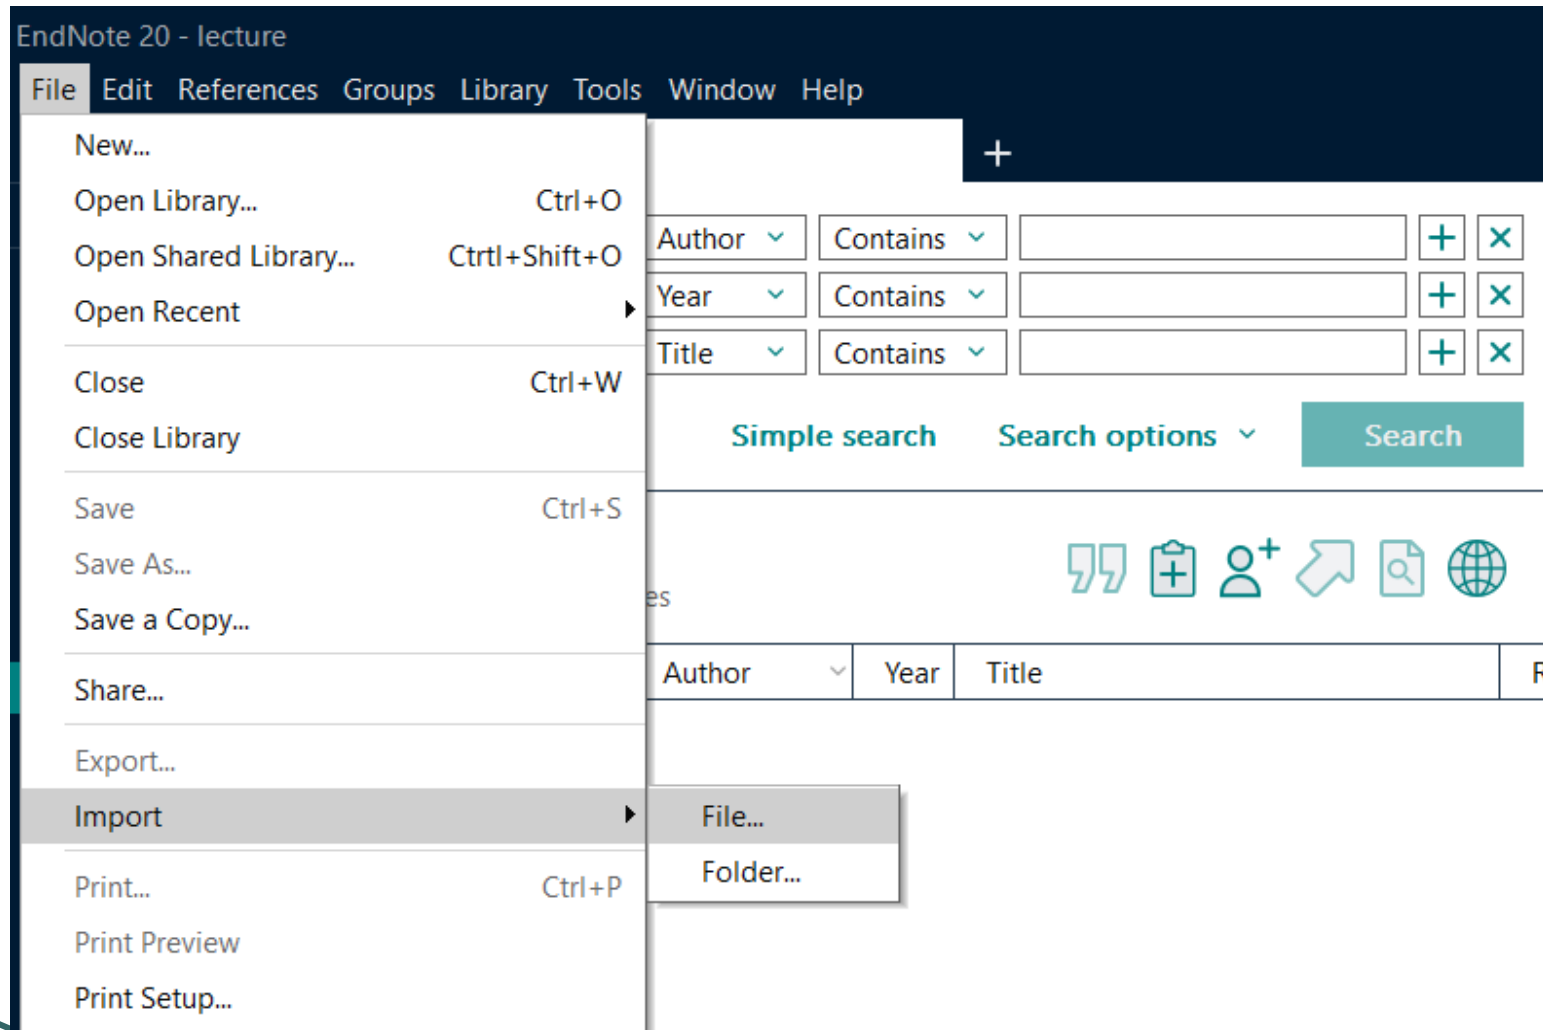 EndNote 20 - lecture
File Edit References Groups Library Tools Window Help
New...
Open Library... Ctrl+O
Open Shared Library... Ctrtl+Shift+O
Open Recent
Close Ctrl+W
Close Library
Save Ctrl+S
Save As...
Save a Copy...
Share...
Export...
Import
Print... Ctrl+P
Print Preview
Print Setup...
File...
Folder...
Author Contains
Year Contains
Title Contains
Simple search Search options Search
es
Author Year Title R